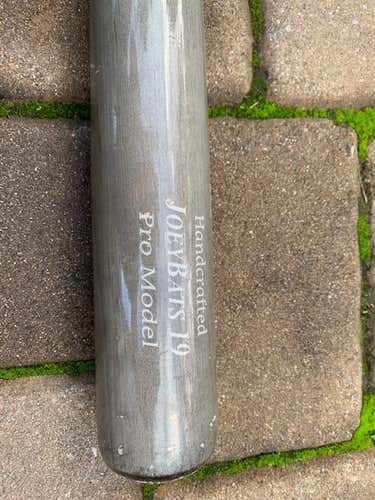 Handcrafted
JOEYBATS 19
Pro Model